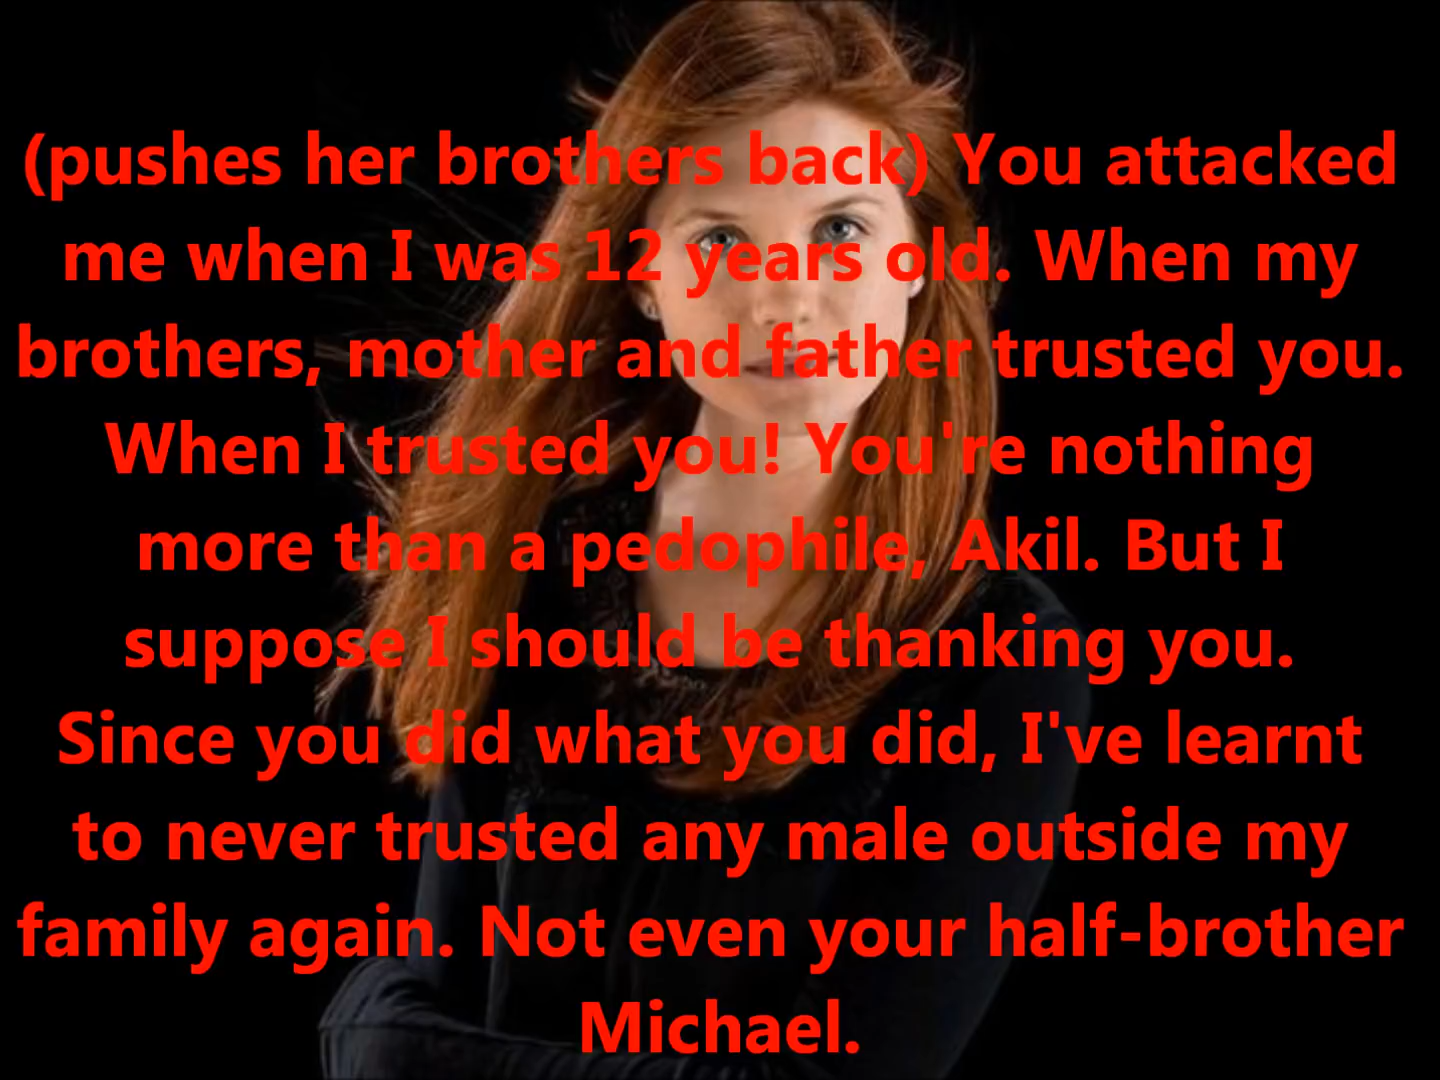 (pushes her brothers back) You attacked
me when I was 12 years old. When my
brothers, mother and father trusted you.
When I trusted you! You're nothing
more than a pedophile, Akil. But I
suppose I should be thanking you.
Since you did what you did, I've learnt
to never trusted any male outside my
family again. Not even your half-brother
Michael.